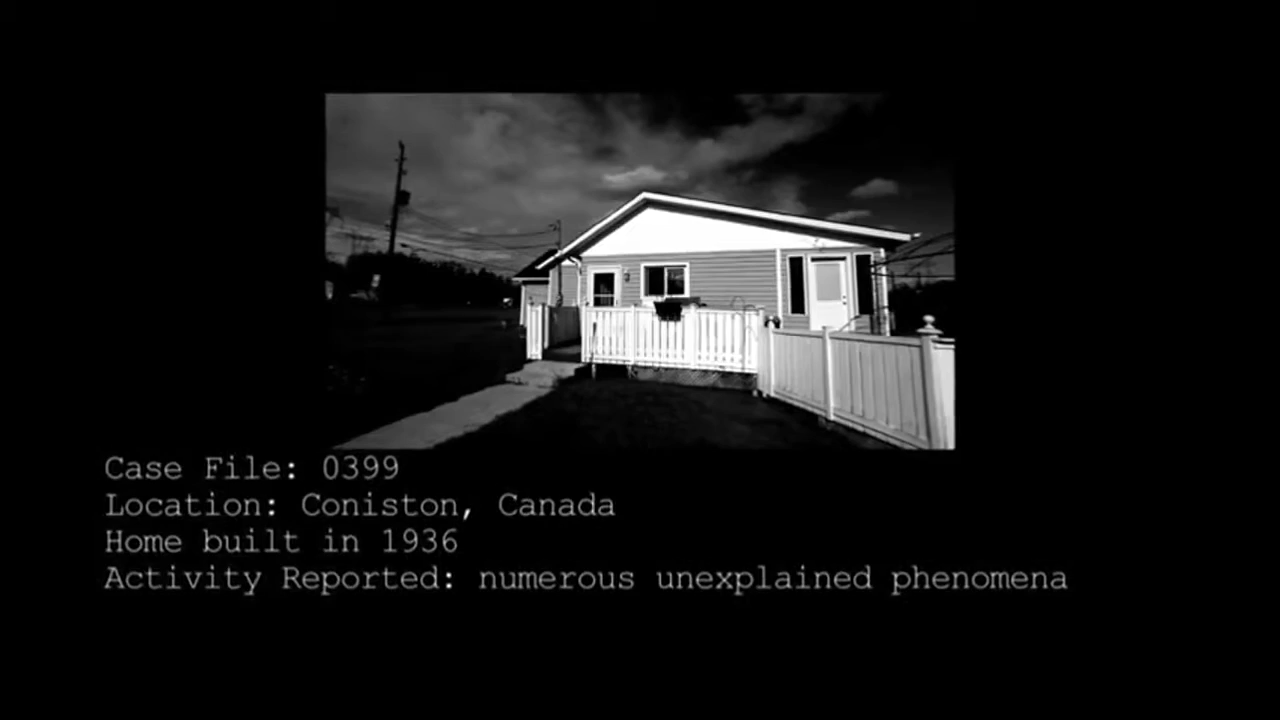 Case File: 0399
Location: Coniston, Canada
Home built in 1936
Activity Reported: numerous unexplained phenomena